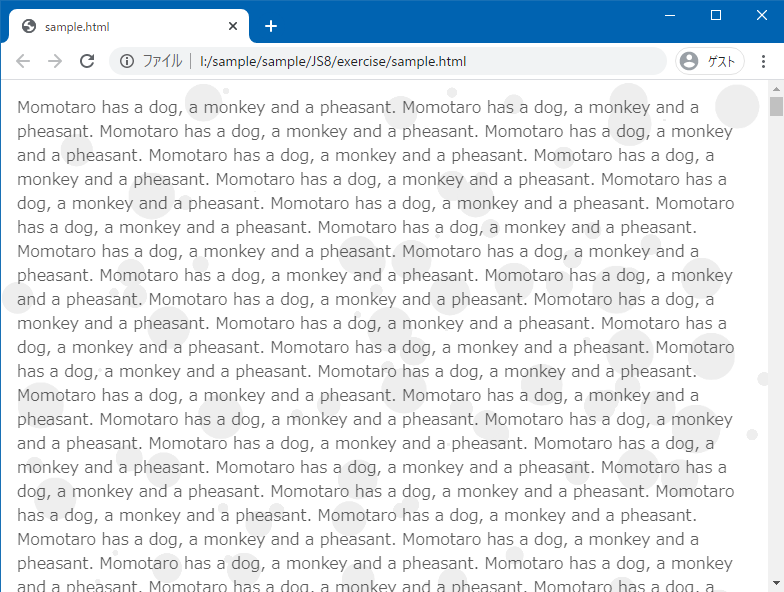 sample.html
ファイル | I:/sample/sample/JS8/exercise/sample.html
ゲスト
Momotaro has a dog, a monkey and a pheasant. Momotaro has a dog, a monkey and a
pheasant. Momotaro has a dog, a monkey and a pheasant. Momotaro has a dog, a monkey
and a pheasant. Momotaro has a dog, a monkey and a pheasant. Momotaro has a dog, a
monkey and a pheasant. Momotaro has a dog, a monkey and a pheasant. Momotaro has a
dog, a monkey and a pheasant. Momotaro has a dog, a monkey and a pheasant. Momotaro
has a dog, a monkey and a pheasant. Momotaro has a dog, a monkey and a pheasant.
Momotaro has a dog, a monkey and a pheasant. Momotaro has a dog, a monkey and a
pheasant. Momotaro has a dog, a monkey and a pheasant. Momotaro has a dog, a monkey
and a pheasant. Momotaro has a dog, a monkey and a pheasant. Momotaro has a dog, a
monkey and a pheasant. Momotaro has a dog, a monkey and a pheasant. Momotaro has a
dog, a monkey and a pheasant. Momotaro has a dog, a monkey and a pheasant. Momotaro
has a dog, a monkey and a pheasant. Momotaro has a dog, a monkey and a pheasant.
Momotaro has a dog, a monkey and a pheasant. Momotaro has a dog, a monkey and a
pheasant. Momotaro has a dog, a monkey and a pheasant. Momotaro has a dog, a monkey
and a pheasant. Momotaro has a dog, a monkey and a pheasant. Momotaro has a dog, a
monkey and a pheasant. Momotaro has a dog, a monkey and a pheasant. Momotaro has a
dog, a monkey and a pheasant. Momotaro has a dog, a monkey and a pheasant. Momotaro
has a dog, a monkey and a pheasant. Momotaro has a dog, a monkey and a pheasant.
Momotaro has a dog, a monkey and a pheasant. Momotaro has a dog, a monkey and a
pheasant. Momotaro has a dog, a monkey and a pheasant. Momotaro has a dog, a monkey
and a pheasant. Momotaro has a dog, a monkey and a pheasant. Momotaro has a dog, a